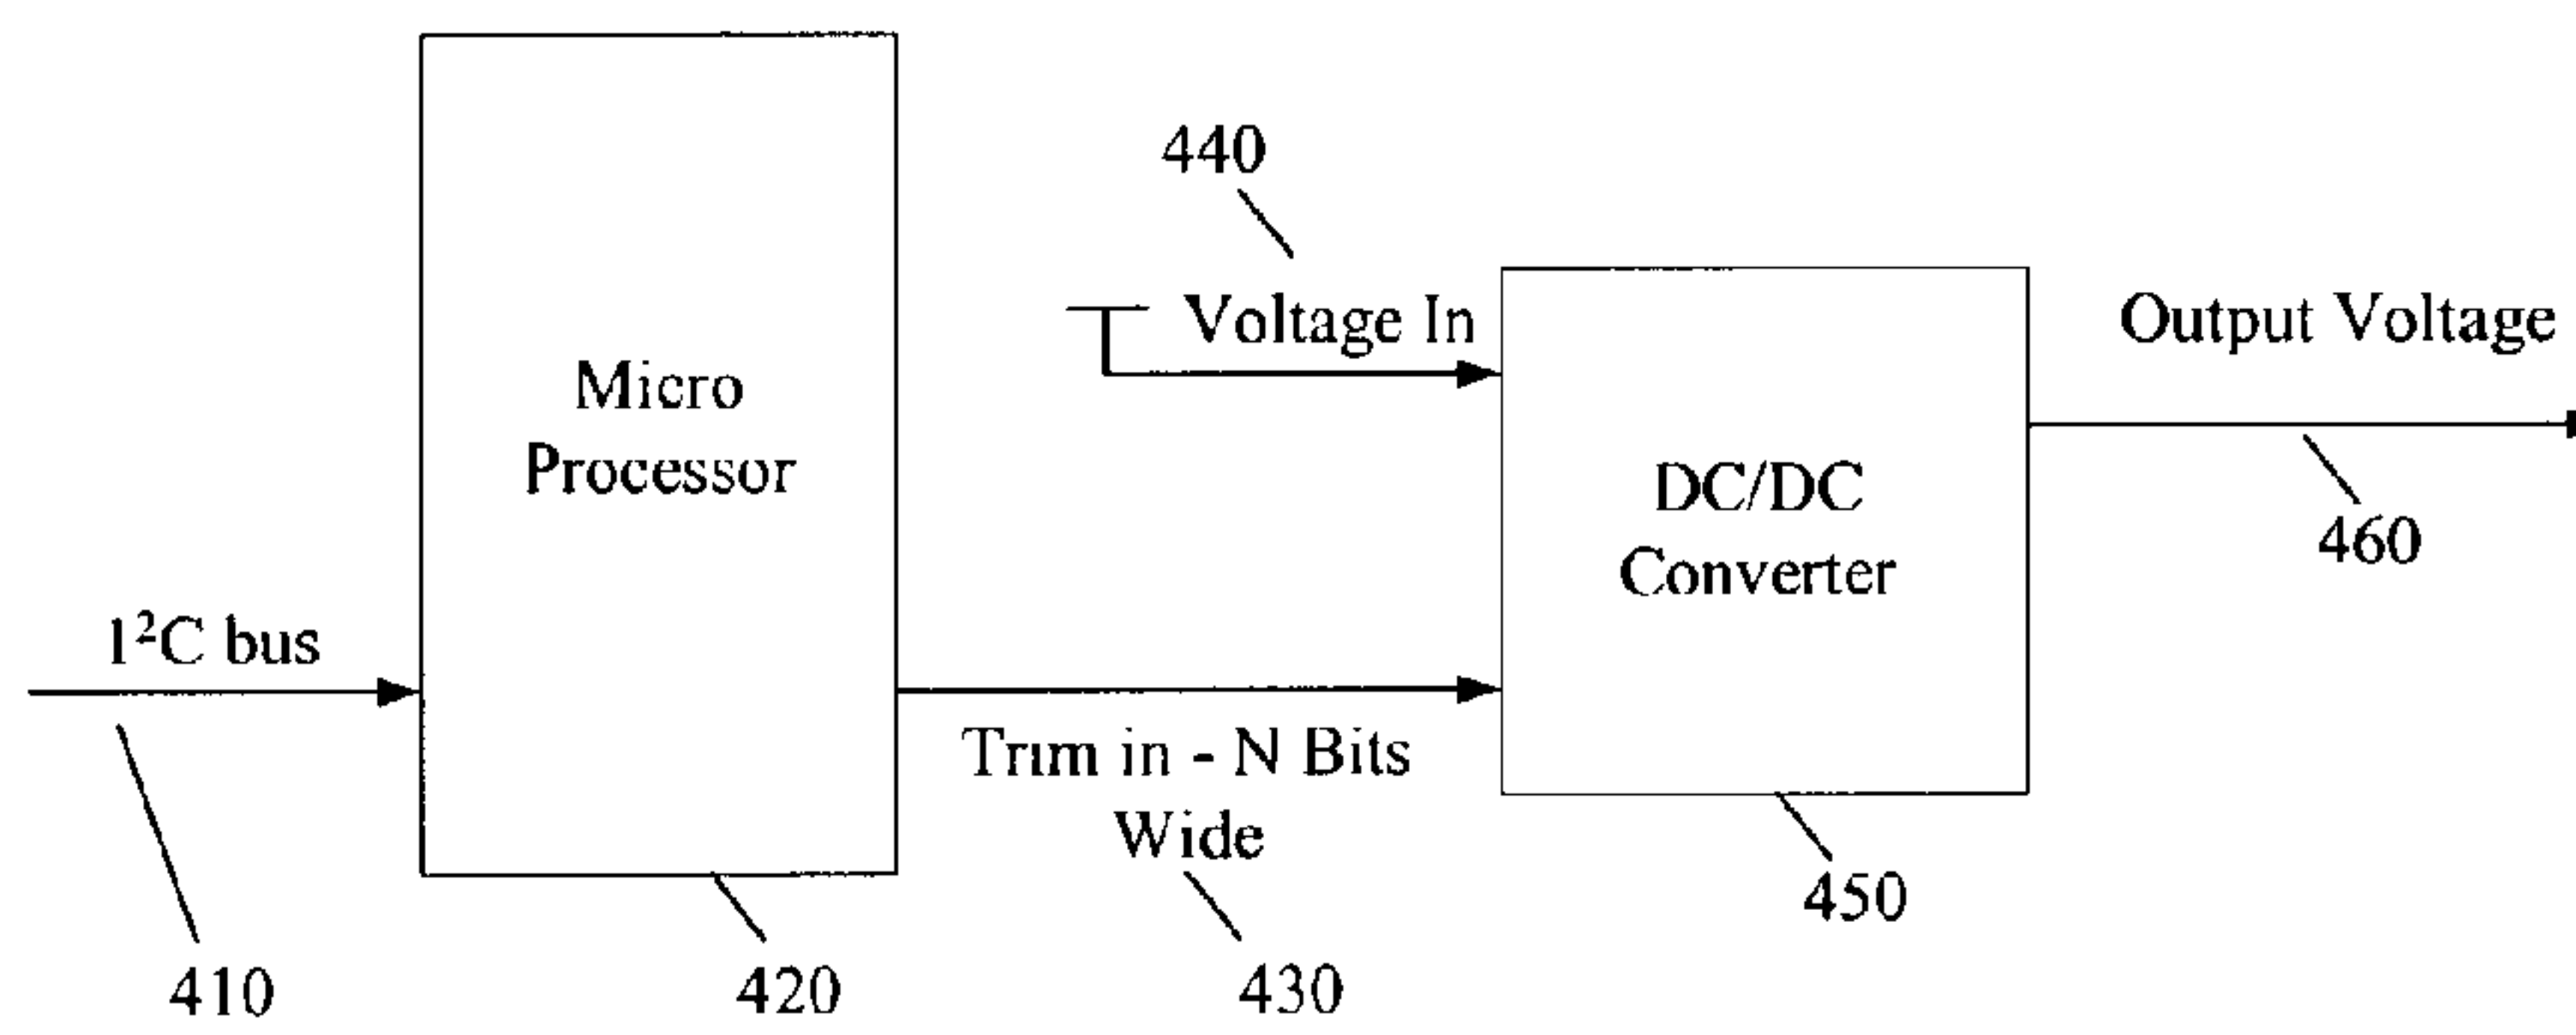 440
Voltage In
Output Voltage
Micro
Processor
DC/DC
Converter
460
I²C bus
Trim in - N Bits
Wide
450
410
420
430